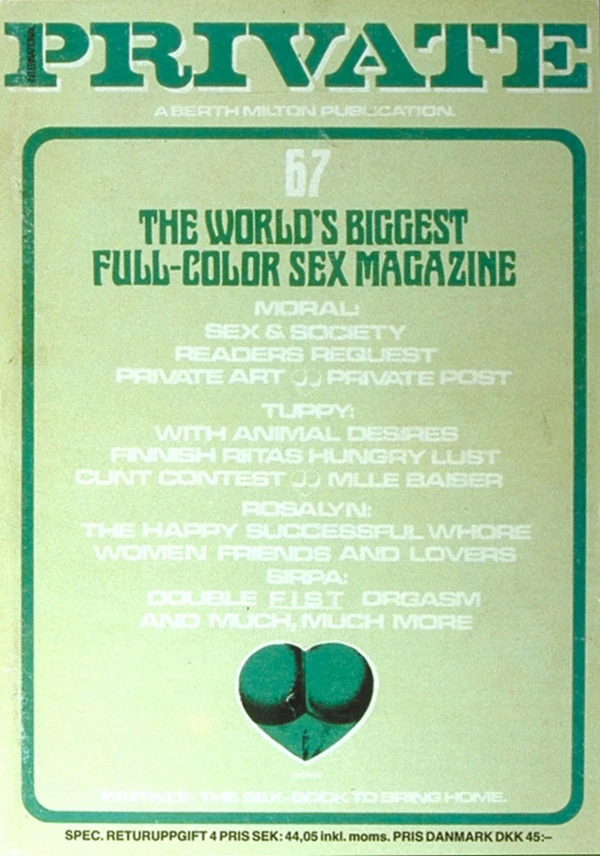 INTERNATIONAL
PRIVATE
A BERTH MILTON PUBLICATION.
67
THE WORLD'S BIGGEST
FULL-COLOR SEX MAGAZINE
MORAL:
SEX & SOCIETY
READERS REQUEST
PRIVATE ART PRIVATE POST
TUPPY:
WITH ANIMAL DESIRES
FINNISH RIITAS HUNGRY LUST
CUNT CONTEST MLLE BAISER
ROSALYN:
THE HAPPY SUCCESSFUL WHORE
WOMEN FRIENDS AND LOVERS
SIRPA:
DOUBLE FIST ORGASM
AND MUCH, MUCH MORE
PRIVATE: THE SEX-BOOK TO BRING HOME.
SPEC. RETURUPPGIFT 4 PRIS SEK: 44,05 inkl. moms. PRIS DANMARK DKK 45:–